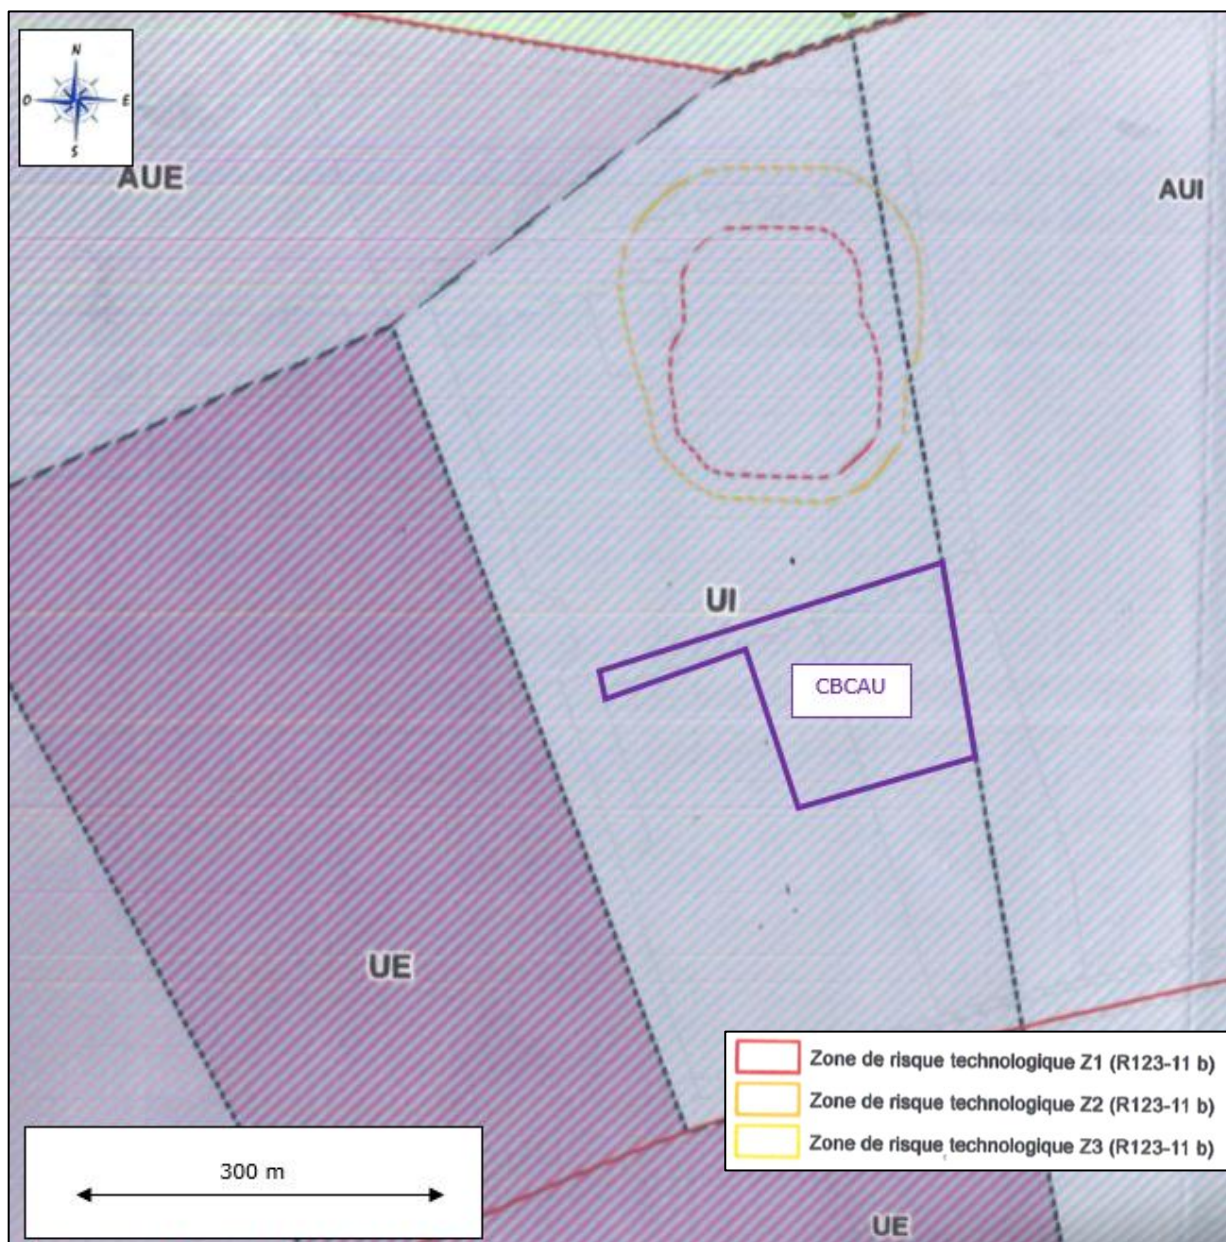 N
O E
S
AUE
AUI
UI
CBCAU
UE
Zone de risque technologique Z1 (R123-11 b)
Zone de risque technologique Z2 (R123-11 b)
Zone de risque technologique Z3 (R123-11 b)
300 m
UE